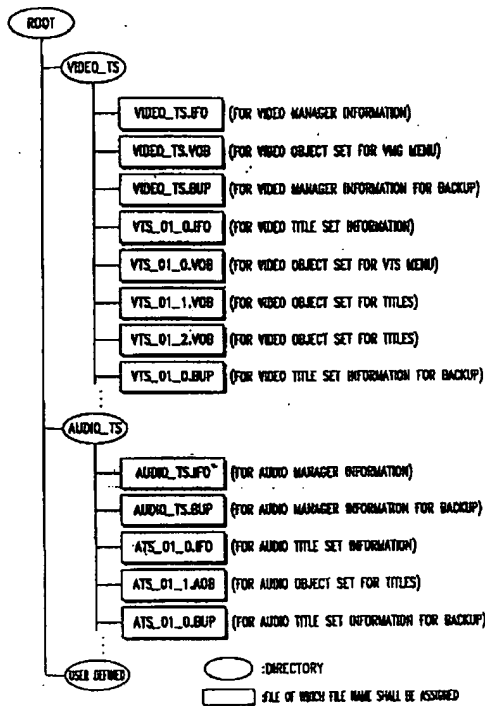 ROOT
VIDEO_TS
VIDEO_TS.IFO (FOR VIDEO MANAGER INFORMATION)
VIDEO_TS.VOB (FOR VIDEO OBJECT SET FOR VMG MENU)
VIDEO_TS.BUP (FOR VIDEO MANAGER INFORMATION FOR BACKUP)
VTS_01_0.IFO (FOR VIDEO TITLE SET INFORMATION)
VTS_01_0.VOB (FOR VIDEO OBJECT SET FOR VTS MENU)
VTS_01_1.VOB (FOR VIDEO OBJECT SET FOR TITLES)
VTS_01_2.VOB (FOR VIDEO OBJECT SET FOR TITLES)
VTS_01_0.BUP (FOR VIDEO TITLE SET INFORMATION FOR BACKUP)
AUDIO_TS
AUDIO_TS.IFO (FOR AUDIO MANAGER INFORMATION)
AUDIO_TS.BUP (FOR AUDIO MANAGER INFORMATION FOR BACKUP)
ATS_01_0.IFO (FOR AUDIO TITLE SET INFORMATION)
ATS_01_1.AOB (FOR AUDIO OBJECT SET FOR TITLES)
ATS_01_0.BUP (FOR AUDIO TITLE SET INFORMATION FOR BACKUP)
USER DEFINED
:DIRECTORY
:FILE OF WHICH FILE NAME SHALL BE ASSIGNED